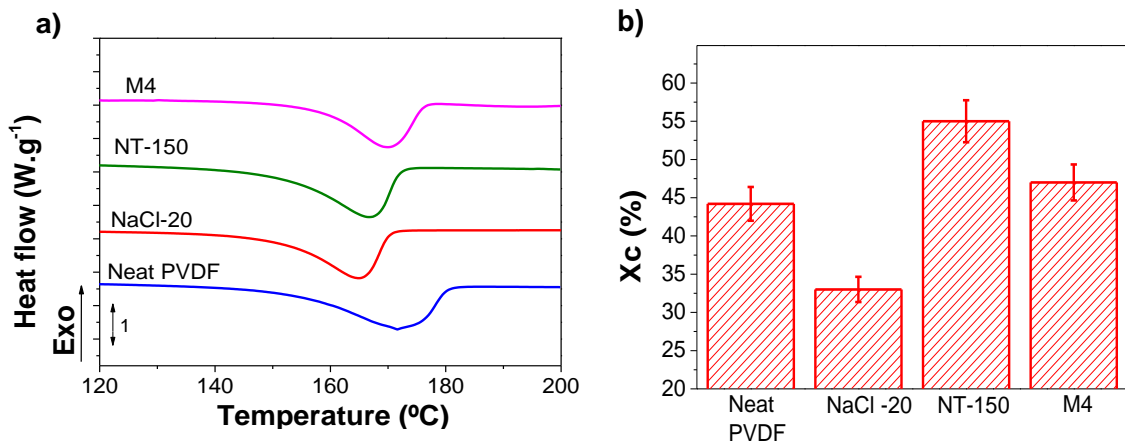 a)
Heat flow (W.g⁻¹)
Exo
1
M4
NT-150
NaCl-20
Neat PVDF
120 140 160 180 200
Temperature (ºC)
b)
Xc (%)
60
55
50
45
40
35
30
25
20
Neat PVDF
NaCl -20
NT-150
M4